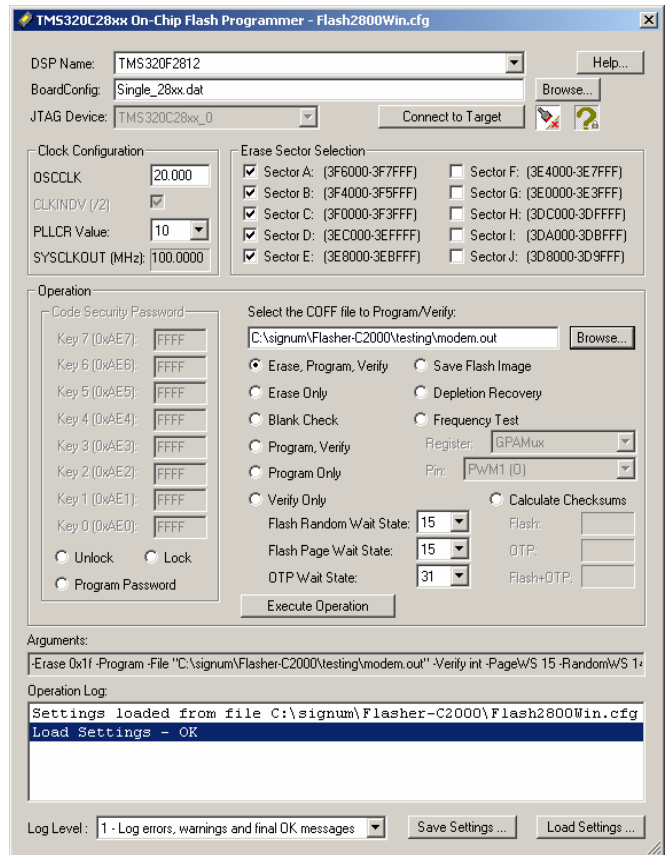 TMS320C28xx On-Chip Flash Programmer - Flash2800Win.cfg
DSP Name: TMS320F2812 Help...
BoardConfig: Single_28xx.dat Browse...
JTAG Device: TMS320C28xx_0 Connect to Target
Clock Configuration
OSCCLK 20.000
CLKINDV (/2)
PLLCR Value: 10
SYSCLKOUT (MHz): 100.0000
Erase Sector Selection
Sector A: (3F6000-3F7FFF) Sector F: (3E4000-3E7FFF)
Sector B: (3F4000-3F5FFF) Sector G: (3E0000-3E3FFF)
Sector C: (3F0000-3F3FFF) Sector H: (3DC000-3DFFFF)
Sector D: (3EC000-3EFFFF) Sector I: (3DA000-3DBFFF)
Sector E: (3E8000-3EBFFF) Sector J: (3D8000-3D9FFF)
Operation
Code Security Password
Key 7 (0xAE7): FFFF
Key 6 (0xAE6): FFFF
Key 5 (0xAE5): FFFF
Key 4 (0xAE4): FFFF
Key 3 (0xAE3): FFFF
Key 2 (0xAE2): FFFF
Key 1 (0xAE1): FFFF
Key 0 (0xAE0): FFFF
Unlock Lock
Program Password
Select the COFF file to Program/Verify:
C:\signum\Flasher-C2000\testing\modem.out Browse...
Erase, Program, Verify Save Flash Image
Erase Only Depletion Recovery
Blank Check Frequency Test
Program, Verify Register: GPAMux
Program Only Pin: PWM1 (0)
Verify Only Calculate Checksums
Flash Random Wait State: 15 Flash:
Flash Page Wait State: 15 OTP:
OTP Wait State: 31 Flash+OTP:
Execute Operation
Arguments:
-Erase 0x1f -Program -File "C:\signum\Flasher-C2000\testing\modem.out" -Verify int -PageWS 15 -RandomWS 14
Operation Log:
Settings loaded from file C:\signum\Flasher-C2000\Flash2800Win.cfg
Load Settings - OK
Log Level : 1 - Log errors, warnings and final OK messages Save Settings ... Load Settings ...